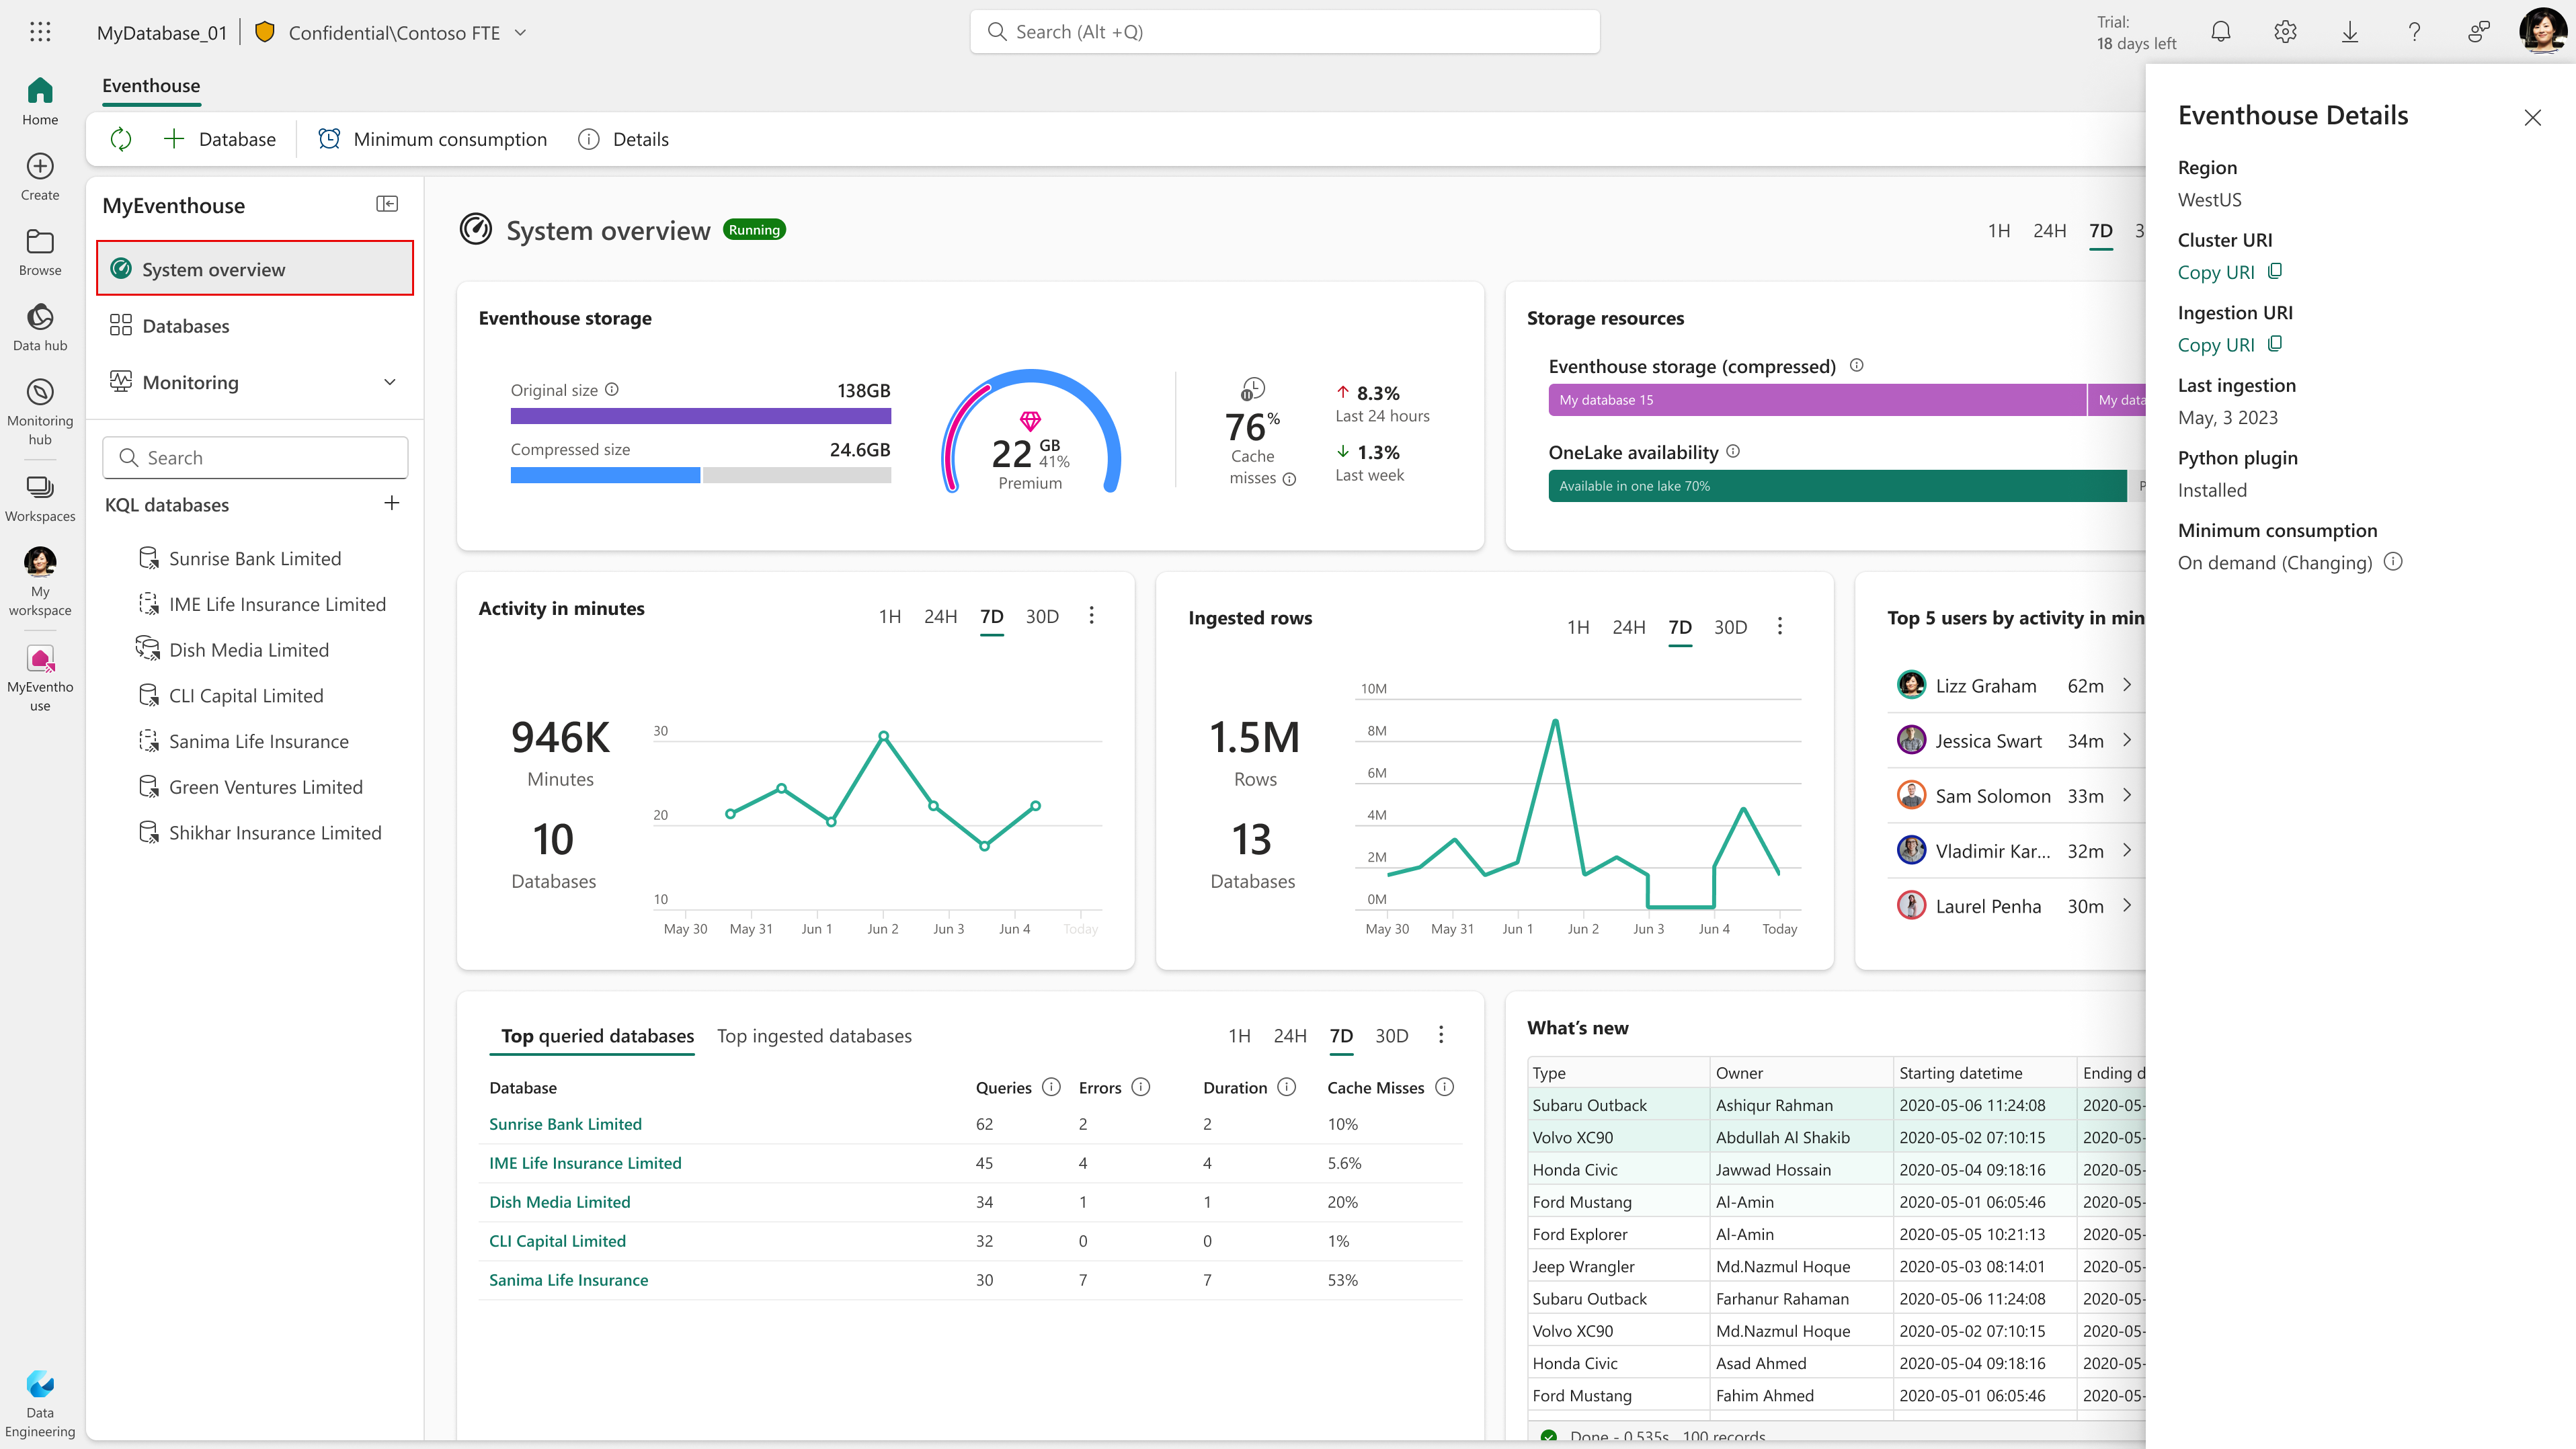 MyDatabase_01
Confidential\Contoso FTE
Search (Alt +Q)
Trial:
18 days left
Home
Create
Browse
Data hub
Monitoring
hub
Workspaces
My
workspace
MyEventho
use
Data
Engineering
Eventhouse
Database
Minimum consumption
Details
MyEventhouse
System overview
Databases
Monitoring
Search
KQL databases
Sunrise Bank Limited
IME Life Insurance Limited
Dish Media Limited
CLI Capital Limited
Sanima Life Insurance
Green Ventures Limited
Shikhar Insurance Limited
System overview
Running
1H 24H 7D 3
Eventhouse storage
Original size 138GB
Compressed size 24.6GB
22 GB
41%
Premium
76%
Cache
misses
8.3%
Last 24 hours
1.3%
Last week
Storage resources
Eventhouse storage (compressed)
My database 15
My data
OneLake availability
Available in one lake 70%
P
Activity in minutes
1H 24H 7D 30D
946K
Minutes
10
Databases
30
20
10
May 30 May 31 Jun 1 Jun 2 Jun 3 Jun 4 Today
Ingested rows
1H 24H 7D 30D
1.5M
Rows
13
Databases
10M
8M
6M
4M
2M
0M
May 30 May 31 Jun 1 Jun 2 Jun 3 Jun 4 Today
Top 5 users by activity in min
Lizz Graham 62m
Jessica Swart 34m
Sam Solomon 33m
Vladimir Kar... 32m
Laurel Penha 30m
Top queried databases
Top ingested databases
1H 24H 7D 30D
Database Queries Errors Duration Cache Misses
Sunrise Bank Limited 62 2 2 10%
IME Life Insurance Limited 45 4 4 5.6%
Dish Media Limited 34 1 1 20%
CLI Capital Limited 32 0 0 1%
Sanima Life Insurance 30 7 7 53%
What's new
Type Owner Starting datetime Ending d
Subaru Outback Ashiqur Rahman 2020-05-06 11:24:08 2020-05-
Volvo XC90 Abdullah Al Shakib 2020-05-02 07:10:15 2020-05-
Honda Civic Jawwad Hossain 2020-05-04 09:18:16 2020-05-
Ford Mustang Al-Amin 2020-05-01 06:05:46 2020-05-
Ford Explorer Al-Amin 2020-05-05 10:21:13 2020-05-
Jeep Wrangler Md.Nazmul Hoque 2020-05-03 08:14:01 2020-05-
Subaru Outback Farhanur Rahaman 2020-05-06 11:24:08 2020-05-
Volvo XC90 Md.Nazmul Hoque 2020-05-02 07:10:15 2020-05-
Honda Civic Asad Ahmed 2020-05-04 09:18:16 2020-05-
Ford Mustang Fahim Ahmed 2020-05-01 06:05:46 2020-05-
Done - 0.535s 100 records
Eventhouse Details
Region
WestUS
Cluster URI
Copy URI
Ingestion URI
Copy URI
Last ingestion
May, 3 2023
Python plugin
Installed
Minimum consumption
On demand (Changing)